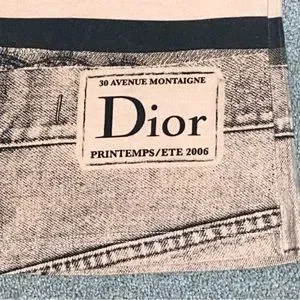 30 AVENUE MONTAIGNE
Dior
PRINTEMPS/ETE 2006